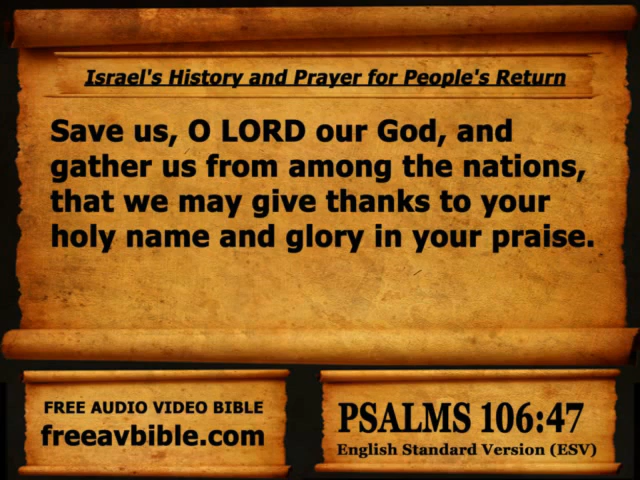 Israel's History and Prayer for People's Return
Save us, O LORD our God, and
gather us from among the nations,
that we may give thanks to your
holy name and glory in your praise.
FREE AUDIO VIDEO BIBLE
freeavbible.com
PSALMS 106:47
English Standard Version (ESV)